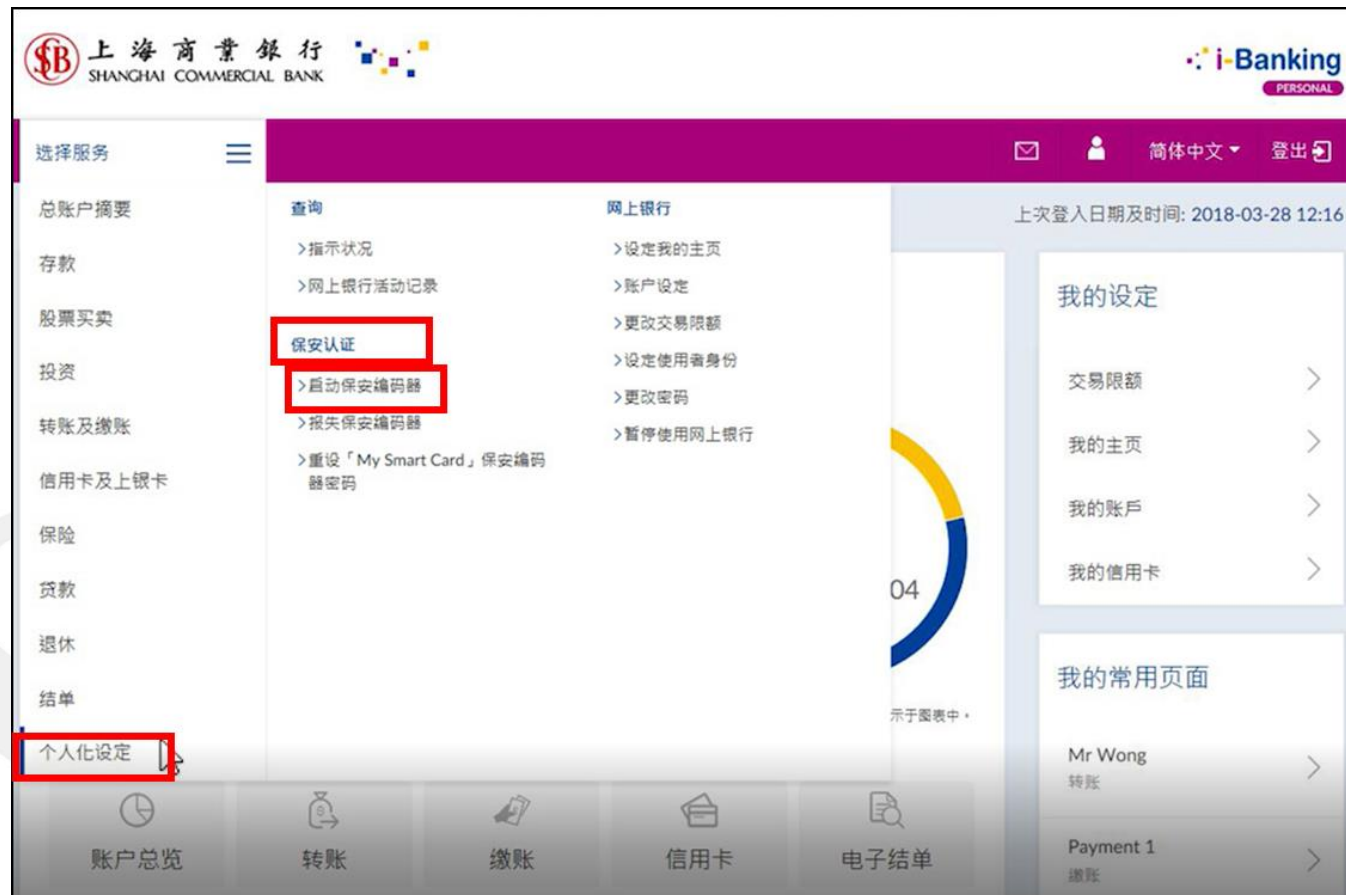 上海商業銀行
SHANGHAI COMMERCIAL BANK
i-Banking
PERSONAL
选择服务
简体中文
登出
上次登入日期及时间: 2018-03-28 12:16
总账户摘要
存款
股票买卖
投资
转账及缴账
信用卡及上银卡
保险
贷款
退休
结单
个人化设定
查询
>指示状况
>网上银行活动记录
保安认证
>启动保安编码器
>报失保安编码器
>重设「My Smart Card」保安编码
器密码
网上银行
>设定我的主页
>账户设定
>更改交易限额
>设定使用者身份
>更改密码
>暂停使用网上银行
04
示于图表中。
我的设定
交易限额
我的主页
我的账戶
我的信用卡
我的常用页面
Mr Wong
转账
Payment 1
缴账
账户总览
转账
缴账
信用卡
电子结单